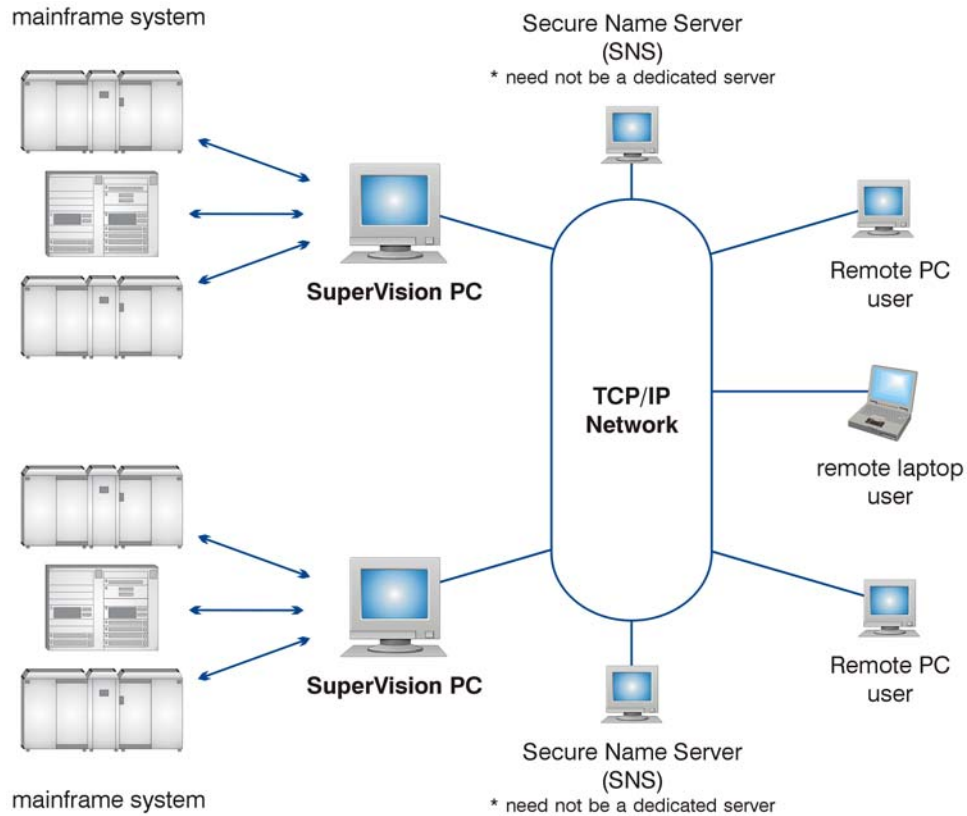 mainframe system
Secure Name Server
(SNS)
* need not be a dedicated server
SuperVision PC
Remote PC
user
TCP/IP
Network
remote laptop
user
SuperVision PC
Remote PC
user
Secure Name Server
(SNS)
* need not be a dedicated server
mainframe system